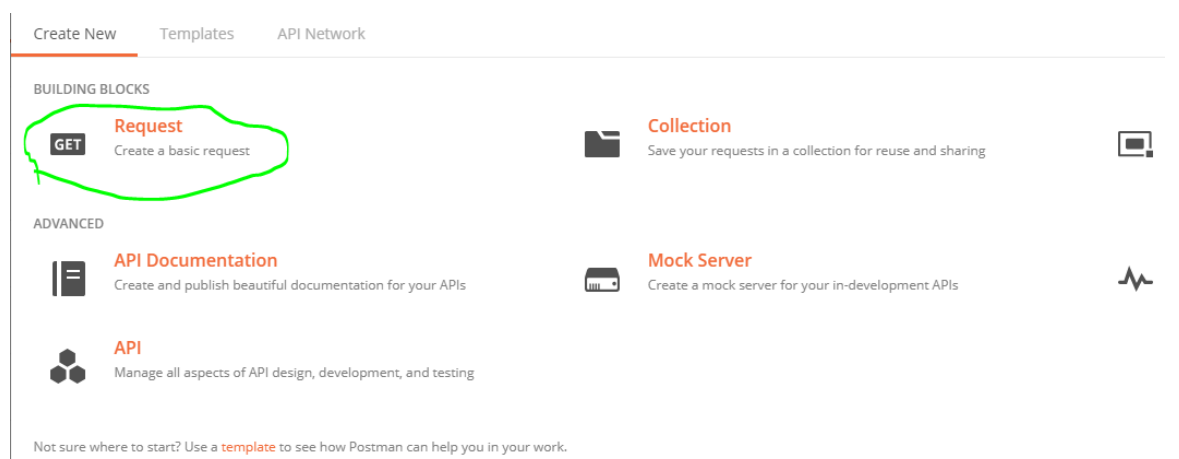 Create New Templates API Network
BUILDING BLOCKS
GET
Request
Create a basic request
Collection
Save your requests in a collection for reuse and sharing
ADVANCED
API Documentation
Create and publish beautiful documentation for your APIs
Mock Server
Create a mock server for your in-development APIs
API
Manage all aspects of API design, development, and testing
Not sure where to start? Use a template to see how Postman can help you in your work.